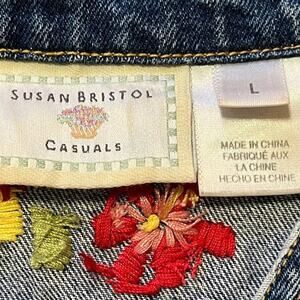 SUSAN BRISTOL
CASUALS
L
MADE IN CHINA
FABRIQUÉ AUX
LA CHINE
HECHO EN CHINE